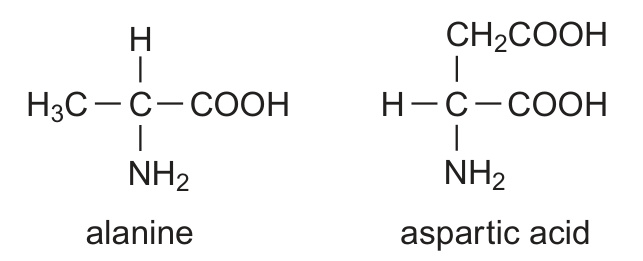 H
H₃C – C – COOH
NH₂
alanine
CH₂COOH
H – C – COOH
NH₂
aspartic acid